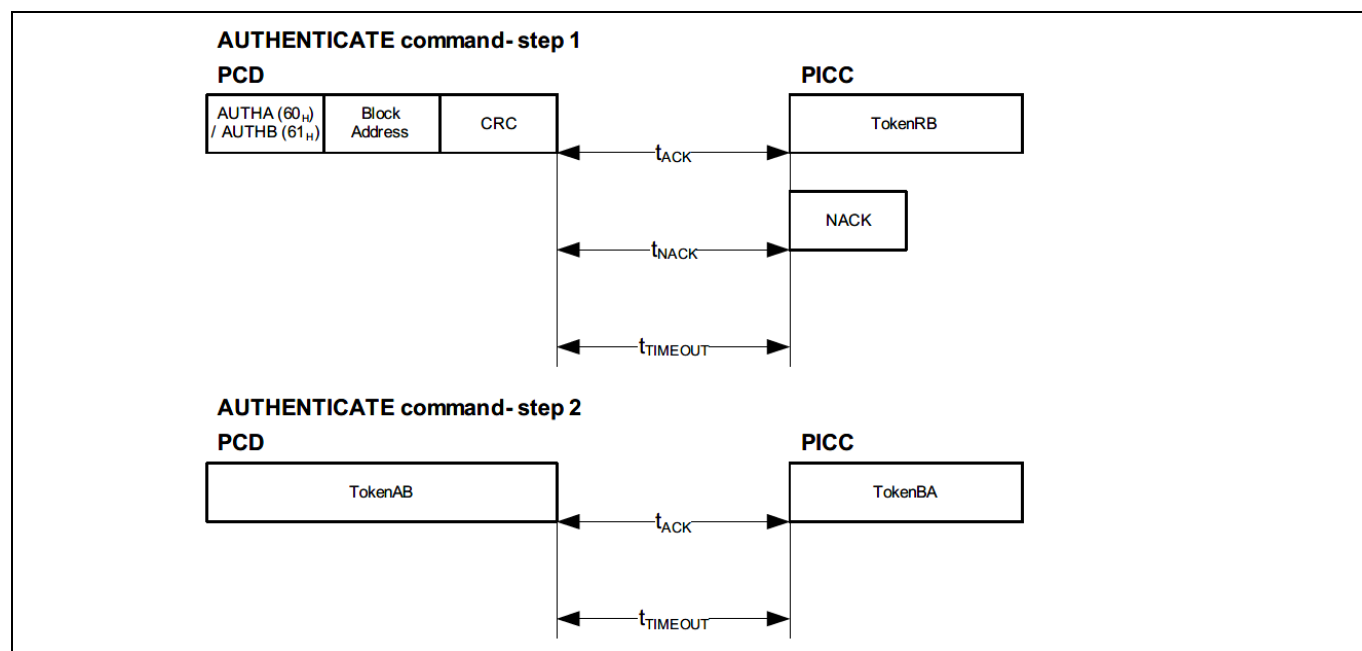 AUTHENTICATE command- step 1
PCD
PICC
AUTHA (60H)
/ AUTHB (61H)
Block
Address
CRC
TokenRB
tACK
NACK
tNACK
tTIMEOUT
AUTHENTICATE command- step 2
PCD
PICC
TokenAB
TokenBA
tACK
tTIMEOUT